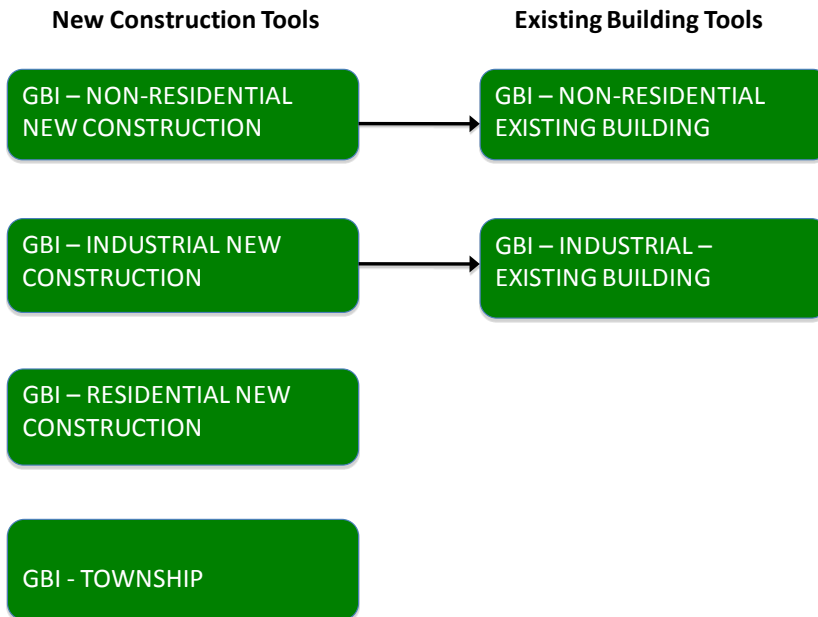 New Construction Tools
Existing Building Tools
GBI – NON-RESIDENTIAL
NEW CONSTRUCTION
GBI – NON-RESIDENTIAL
EXISTING BUILDING
GBI – INDUSTRIAL NEW
CONSTRUCTION
GBI – INDUSTRIAL –
EXISTING BUILDING
GBI – RESIDENTIAL NEW
CONSTRUCTION
GBI - TOWNSHIP